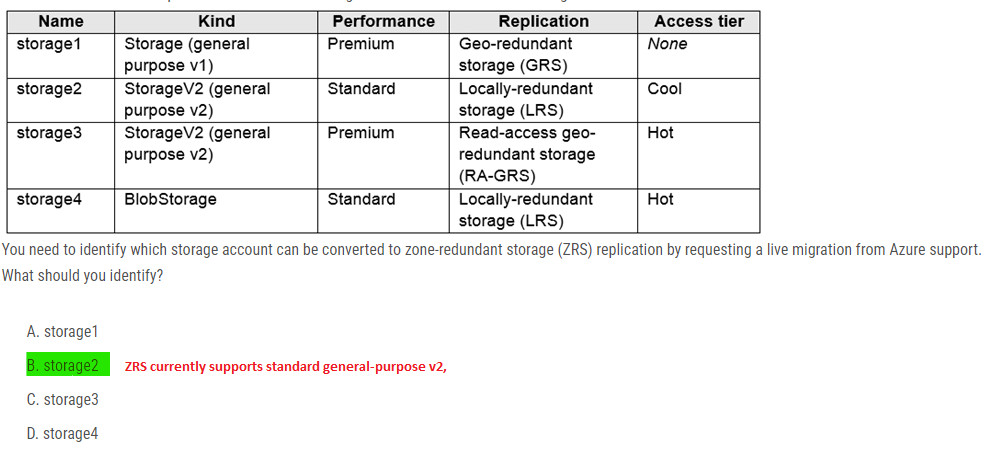 Name Kind Performance Replication Access tier
storage1 Storage (general Premium Geo-redundant None
purpose v1) storage (GRS)
storage2 StorageV2 (general Standard Locally-redundant Cool
purpose v2) storage (LRS)
storage3 StorageV2 (general Premium Read-access geo- Hot
purpose v2) redundant storage
(RA-GRS)
storage4 BlobStorage Standard Locally-redundant Hot
storage (LRS)
You need to identify which storage account can be converted to zone-redundant storage (ZRS) replication by requesting a live migration from Azure support.
What should you identify?
A. storage1
B. storage2 ZRS currently supports standard general-purpose v2,
C. storage3
D. storage4